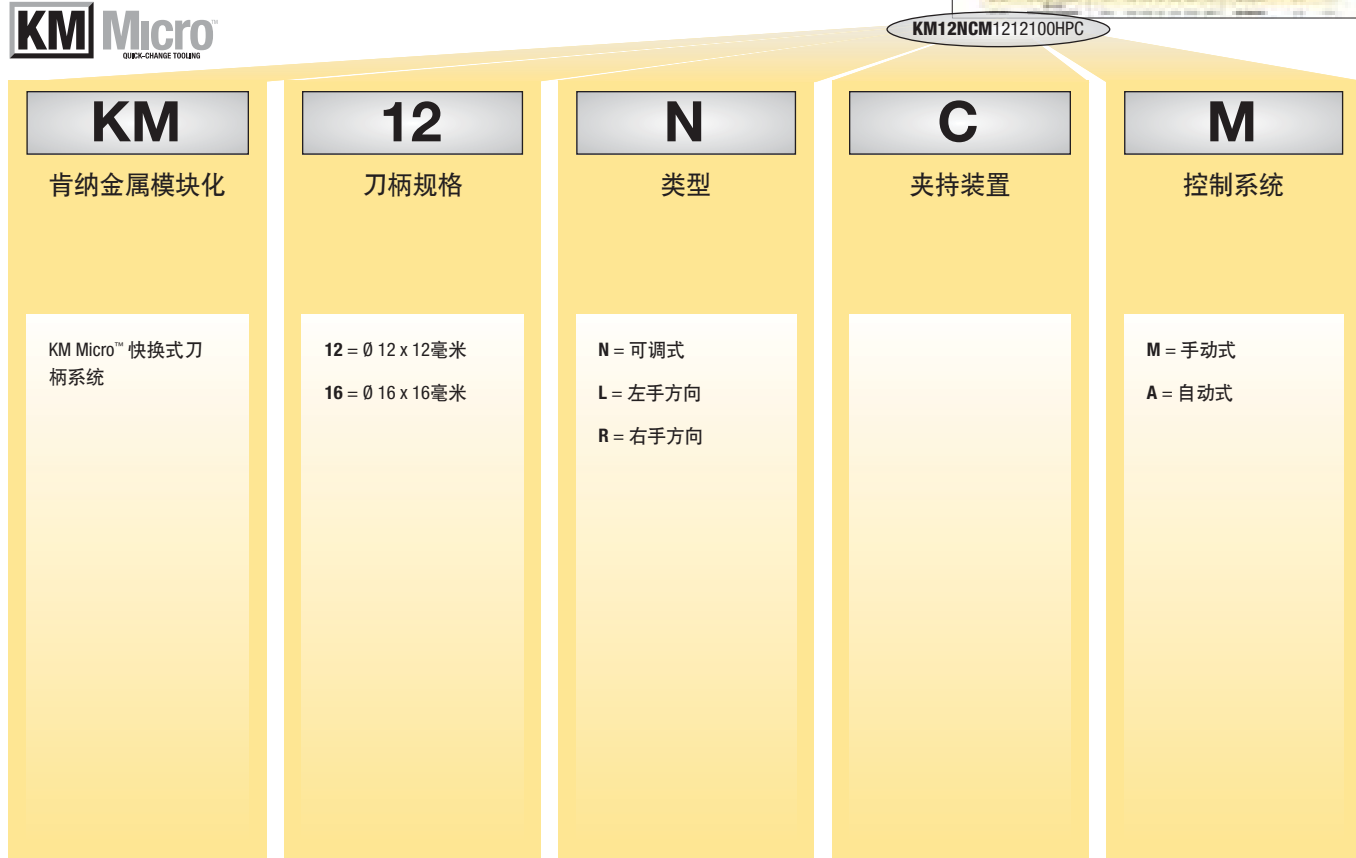 KM Micro™
QUICK-CHANGE TOOLING
KM12NCM1212100HPC
KM
肯纳金属模块化
KM Micro™ 快换式刀
柄系统
12
刀柄规格
12 = Ø 12 x 12毫米
16 = Ø 16 x 16毫米
N
类型
N = 可调式
L = 左手方向
R = 右手方向
C
夹持装置
M
控制系统
M = 手动式
A = 自动式